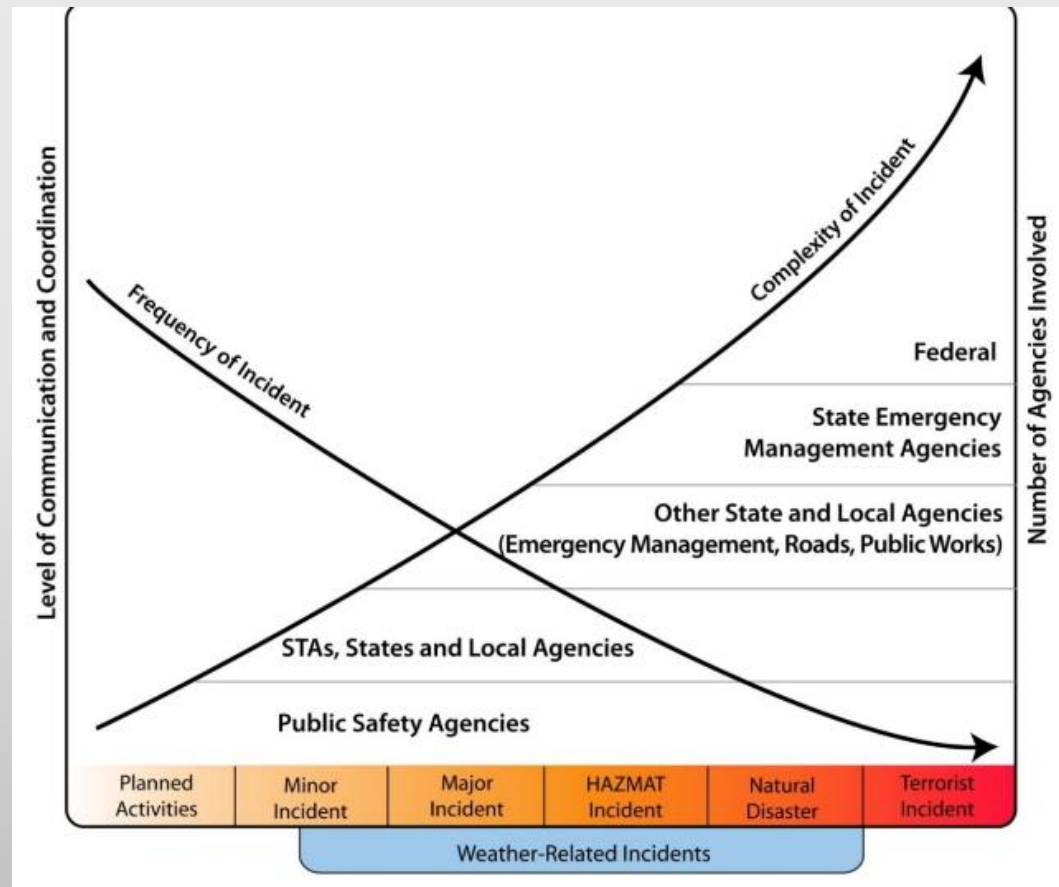 Level of Communication and Coordination
Frequency of Incident
Complexity of Incident
Number of Agencies Involved
Federal
State Emergency
Management Agencies
Other State and Local Agencies
(Emergency Management, Roads, Public Works)
STAs, States and Local Agencies
Public Safety Agencies
Planned
Activities
Minor
Incident
Major
Incident
HAZMAT
Incident
Natural
Disaster
Terrorist
Incident
Weather-Related Incidents